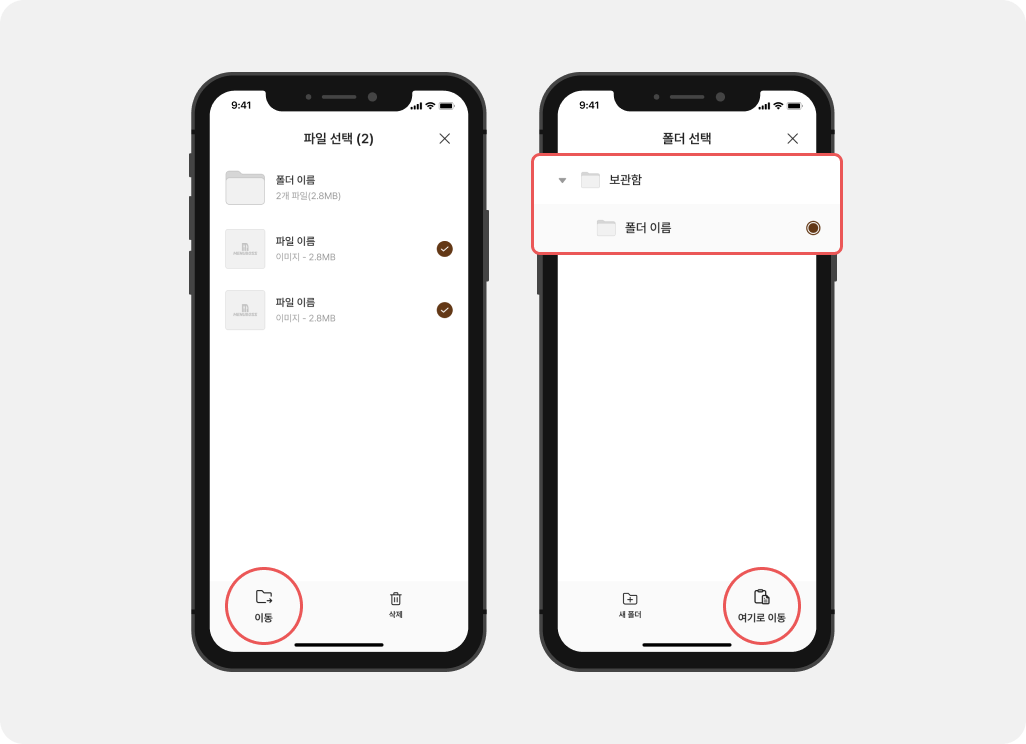 9:41
파일 선택 (2)
폴더 이름
2개 파일(2.8MB)
파일 이름
이미지 - 2.8MB
파일 이름
이미지 - 2.8MB
이동
삭제
9:41
폴더 선택
보관함
폴더 이름
새 폴더
여기로 이동